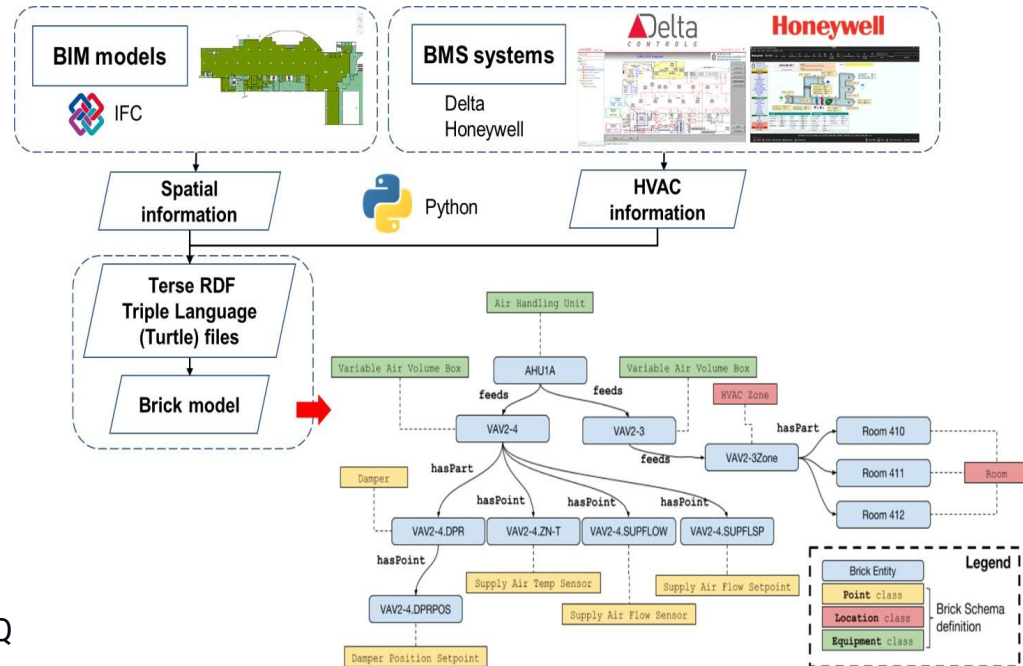 BIM models
IFC
BMS systems
Delta
Honeywell
Delta
CONTROLS
Honeywell
Spatial
information
Python
HVAC
information
Terse RDF
Triple Language
(Turtle) files
Brick model
Air Handling Unit
Variable Air Volume Box
AHU1A
Variable Air Volume Box
feeds
feeds
HVAC Zone
VAV2-4
VAV2-3
feeds
VAV2-3Zone
hasPart
Room 410
Room 411
Room 412
Room
Damper
hasPart
hasPoint
hasPoint
hasPoint
VAV2-4.DPR
VAV2-4.ZN-T
VAV2-4.SUPFLOW
VAV2-4.SUPFLSP
hasPoint
Supply Air Temp Sensor
Supply Air Flow Sensor
Supply Air Flow Setpoint
VAV2-4.DPRPOS
Damper Position Setpoint
Legend
Brick Entity
Point class
Location class
Equipment class
Brick Schema
definition
Q